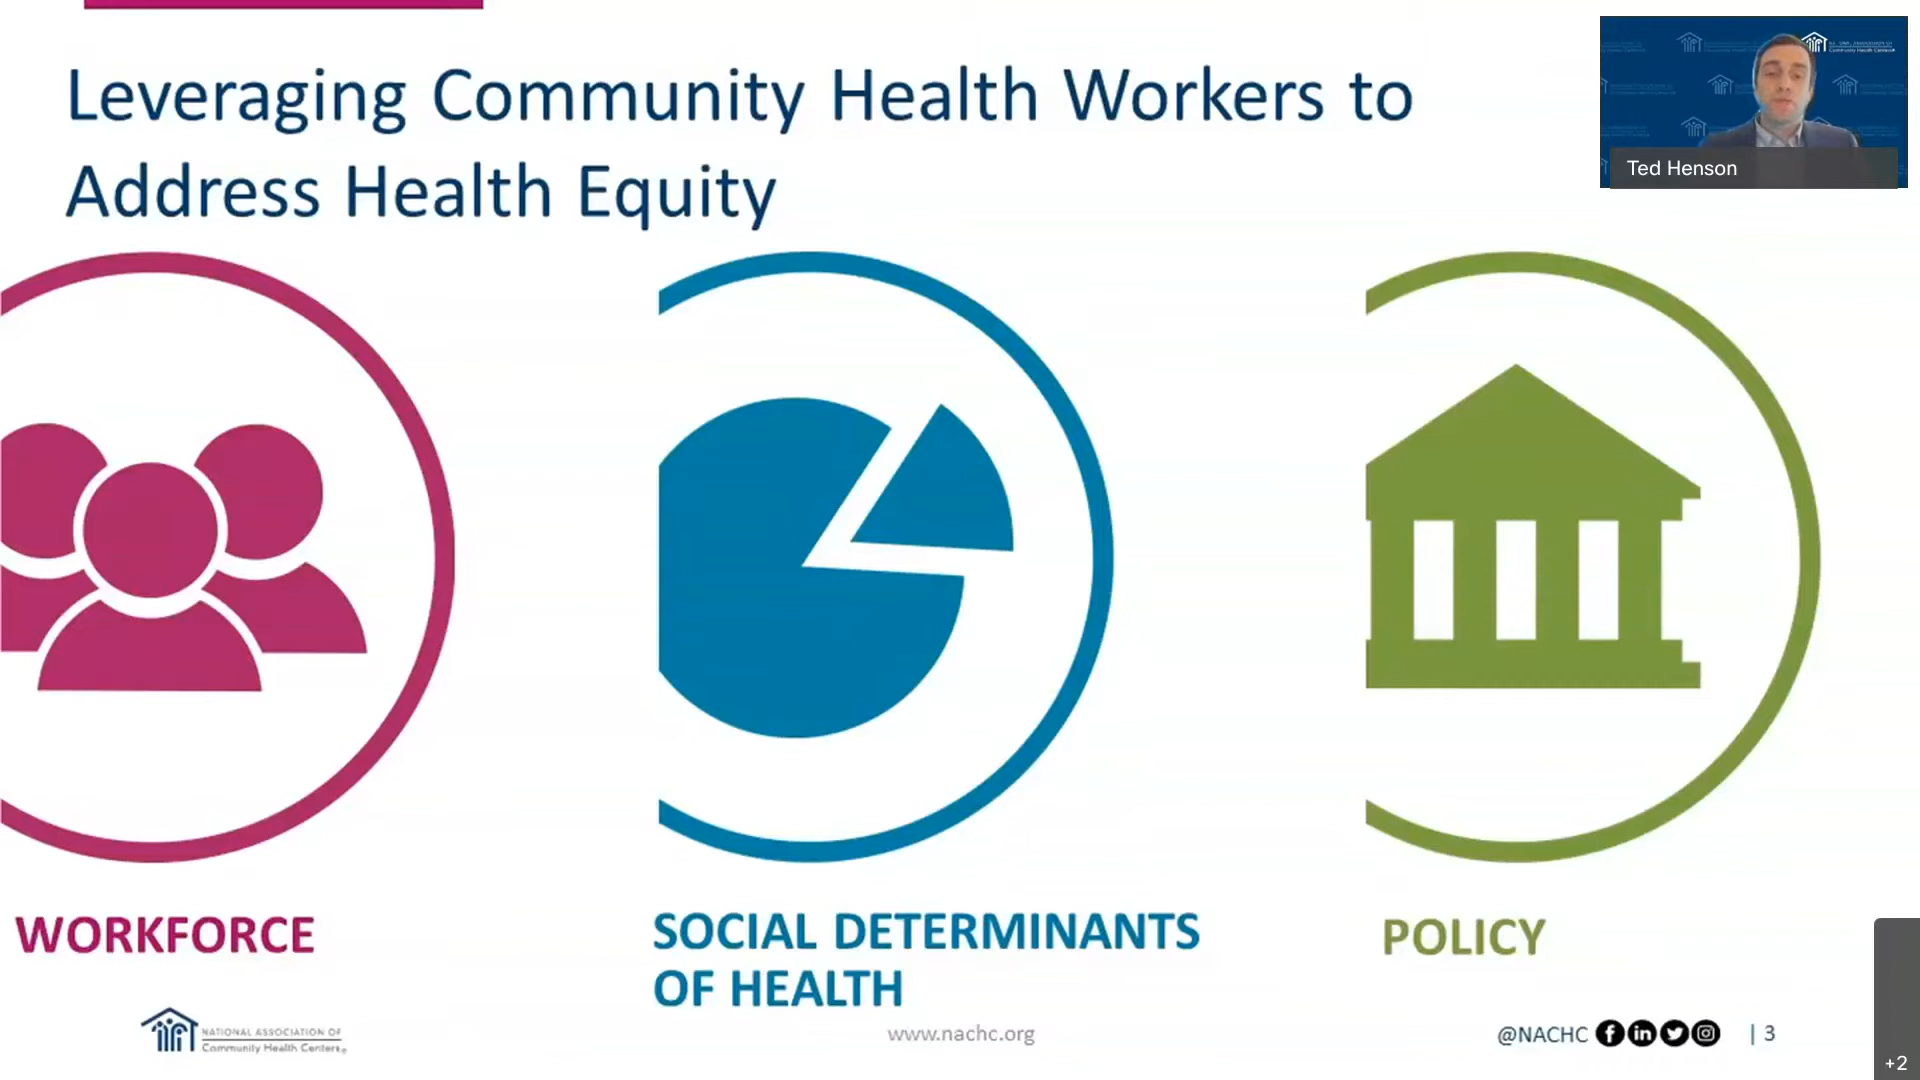 Leveraging Community Health Workers to
Address Health Equity
Ted Henson
WORKFORCE
SOCIAL DETERMINANTS
OF HEALTH
POLICY
NATIONAL ASSOCIATION OF
Community Health Centers®
www.nachc.org
@NACHC
| 3
+2